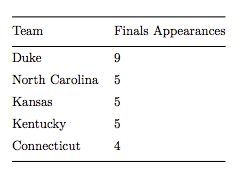 Team Finals Appearances
Duke 9
North Carolina 5
Kansas 5
Kentucky 5
Connecticut 4